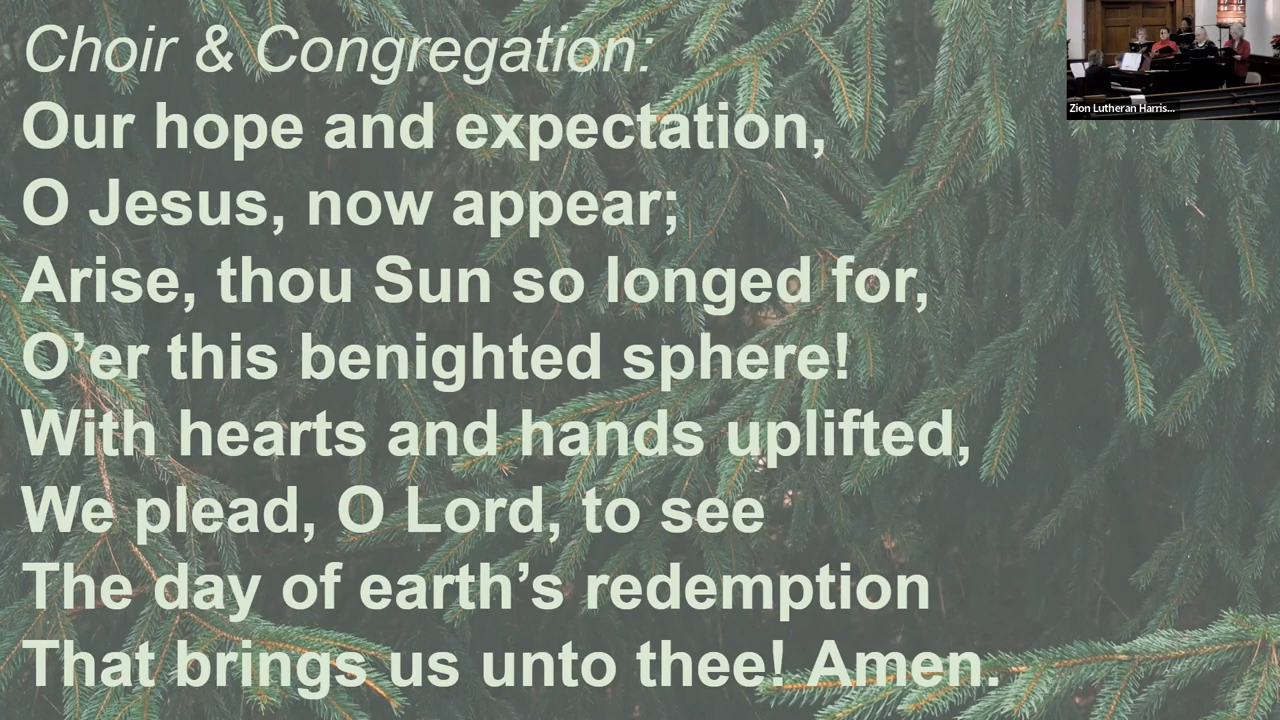 Choir & Congregation:
Our hope and expectation,
O Jesus, now appear;
Arise, thou Sun so longed for,
O’er this benighted sphere!
With hearts and hands uplifted,
We plead, O Lord, to see
The day of earth’s redemption
That brings us unto thee! Amen.
Zion Lutheran Harris...